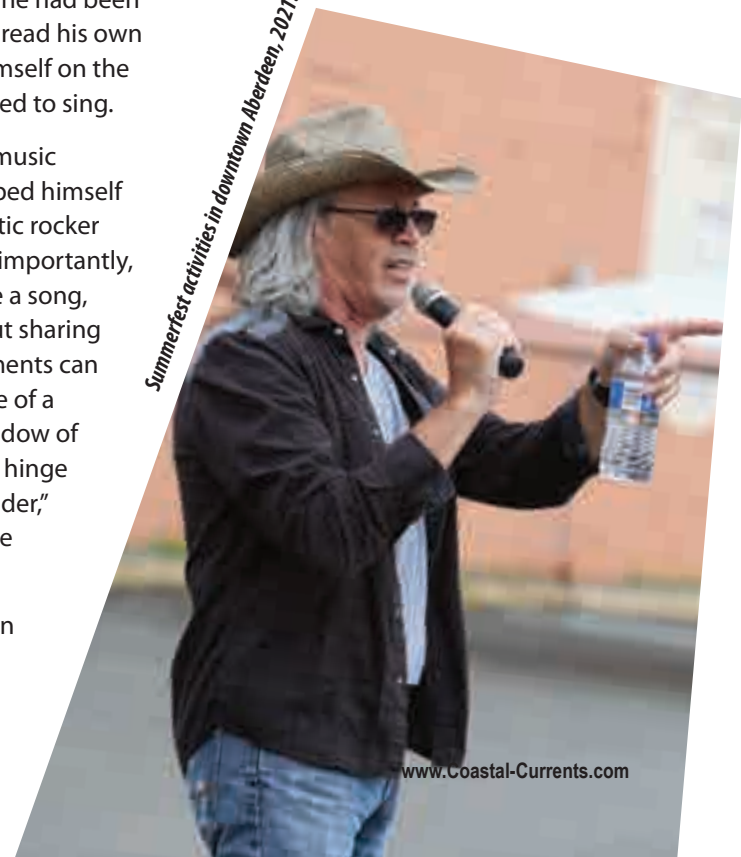 he had been
read his own
mself on the
ed to sing.
music
ped himself
tic rocker
importantly,
e a song,
ut sharing
ments can
e of a
dow of
hinge
der,"
e
n
Summerfest activities in downtown Aberdeen, 2021.
www.Coastal-Currents.com